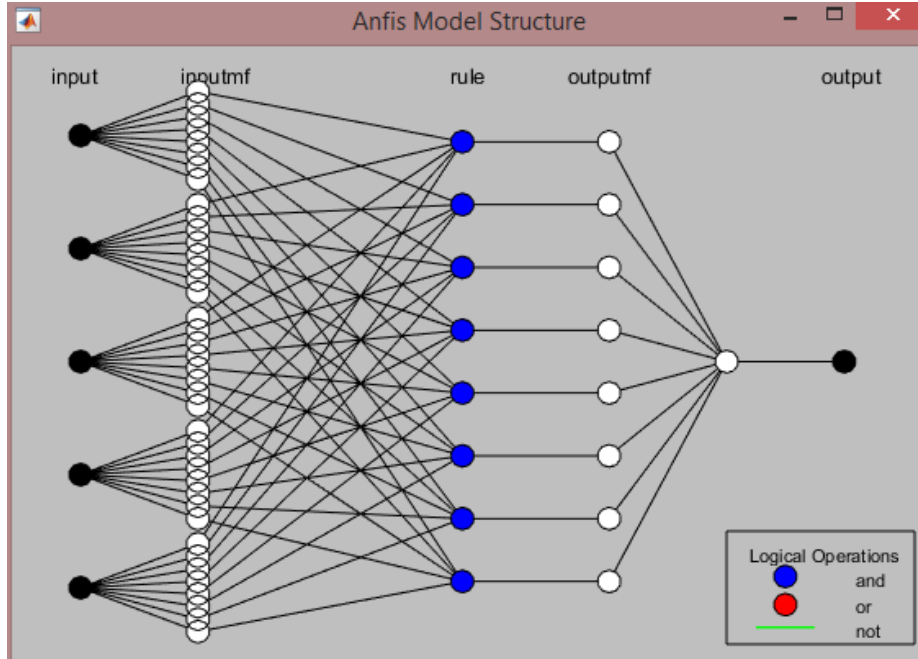 Anfis Model Structure
input inputmf rule outputmf output
Logical Operations
and
or
not